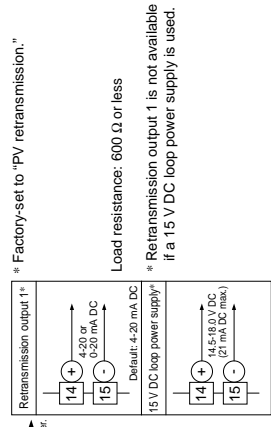 Retransmission output 1*
14
+
4-20 or
0-20 mA DC
15
-
Default: 4-20 mA DC
15 V DC loop power supply*
14
+
14.5-18.0 V DC
(21 mA DC max.)
15
-
* Factory-set to “PV retransmission.”
Load resistance: 600 Ω or less
* Retransmission output 1 is not available
if a 15 V DC loop power supply is used.